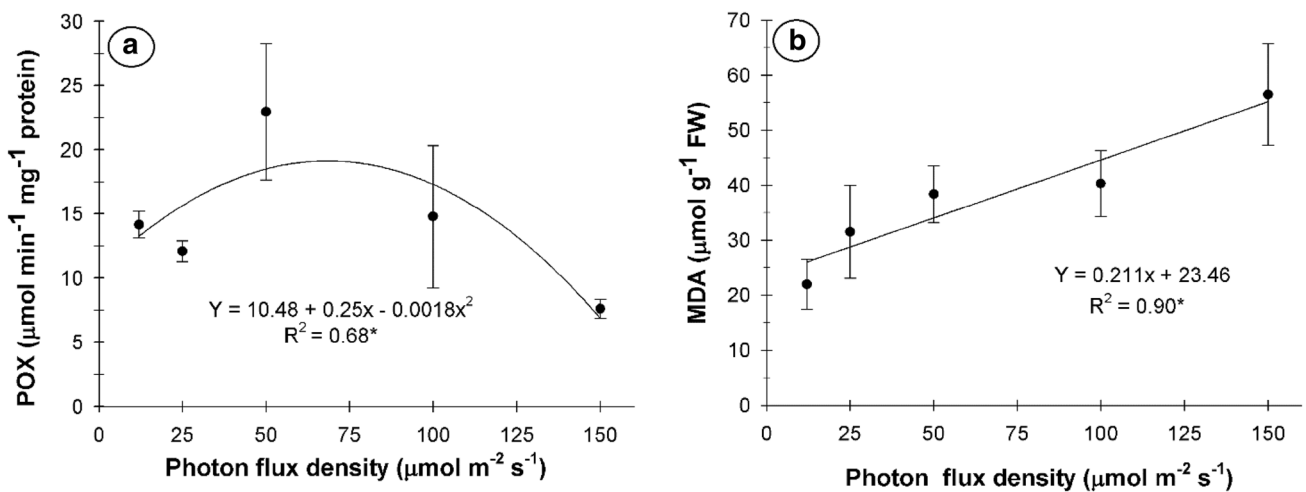 a
POX (μmol min⁻¹ mg⁻¹ protein)
30
25
20
15
10
5
0
Y = 10.48 + 0.25x - 0.0018x²
R² = 0.68*
0 25 50 75 100 125 150
Photon flux density (μmol m⁻² s⁻¹)
b
MDA (μmol g⁻¹ FW)
70
60
50
40
30
20
10
0
Y = 0.211x + 23.46
R² = 0.90*
0 25 50 75 100 125 150
Photon flux density (μmol m⁻² s⁻¹)